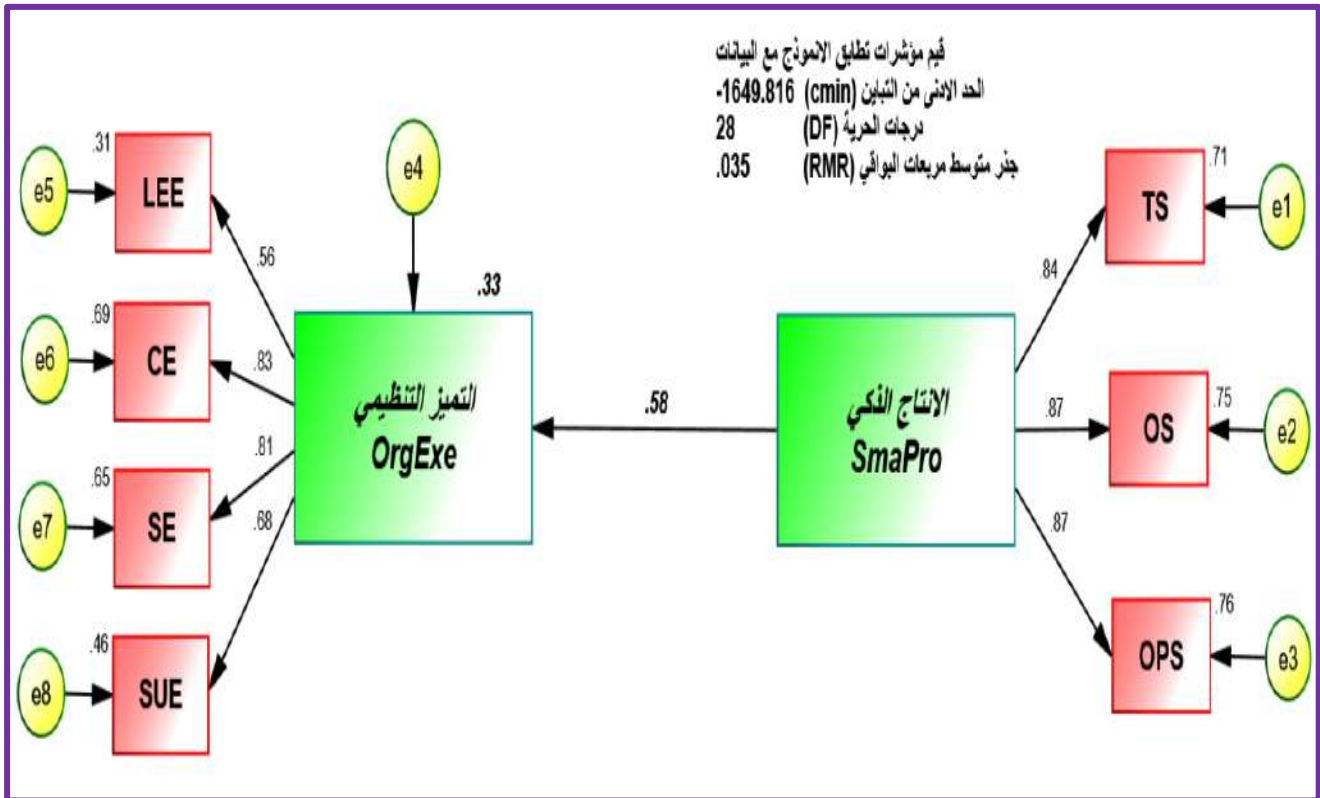 قيم مؤشرات تطابق الانموذج مع البيانات
الحد الادنى من التباين (cmin) -1649.816
درجات الحرية (DF) 28
جذر متوسط مربعات البواقي (RMR) .035
e4
.33
e5
.31
LEE
.56
e6
.69
CE
.83
e7
.65
SE
.81
e8
.46
SUE
.68
التميز التنظيمي
OrgExe
.58
الانتاج الذكي
SmaPro
.84
TS
.71
e1
.87
OS
.75
e2
.87
OPS
.76
e3